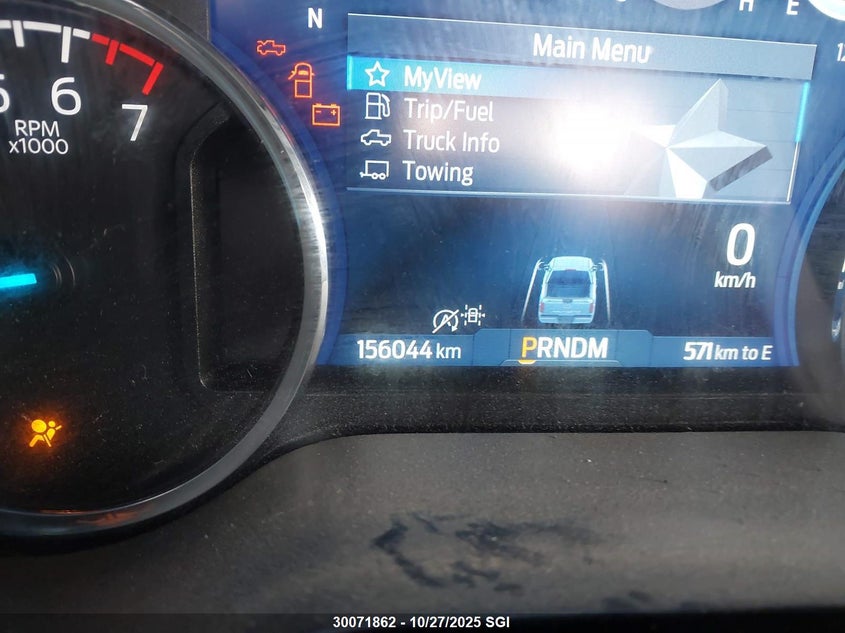 N
H
E
Main Menu
MyView
Trip/Fuel
Truck Info
Towing
6
7
RPM
x1000
0
km/h
156044 km
PRNDM
571 km to E
30071862 - 10/27/2025 SGI